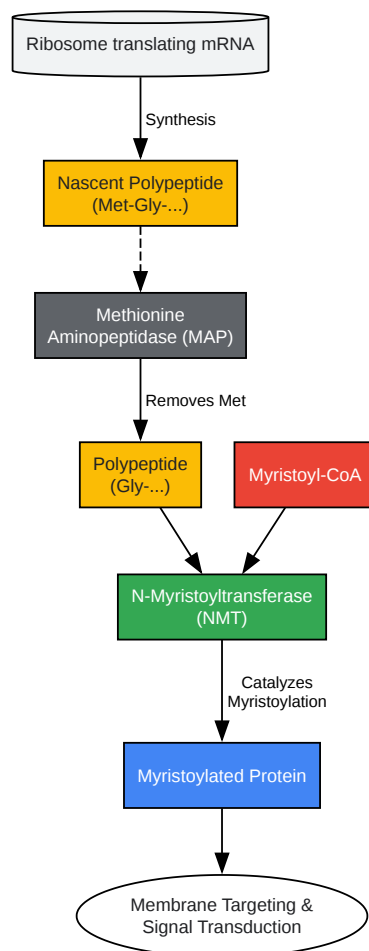 Ribosome translating mRNA
Synthesis
Nascent Polypeptide
(Met-Gly-...)
Methionine
Aminopeptidase (MAP)
Removes Met
Polypeptide
(Gly-...)
Myristoyl-CoA
N-Myristoyltransferase
(NMT)
Catalyzes
Myristoylation
Myristoylated Protein
Membrane Targeting &
Signal Transduction